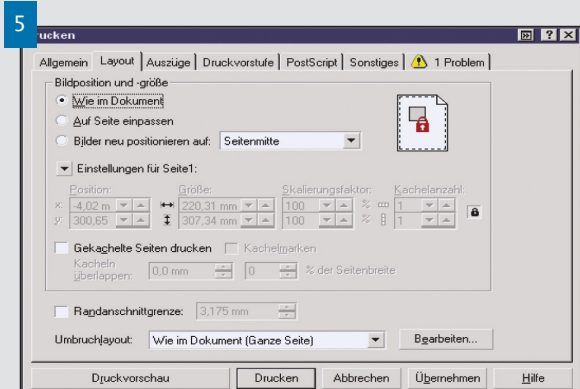 5
ucken
Allgemein Layout Auszüge Druckvorstufe PostScript Sonstiges 1 Problem
Bildposition und -größe
Wie im Dokument
Auf Seite einpassen
Bilder neu positionieren auf: Seitenmitte
Einstellungen für Seite1:
Position: Größe: Skalierungsfaktor: Kachelanzahl:
x: -4,02 m 220,31 mm 100 % 1
y: 300,65 307,34 mm 100 % 1
Gekachelte Seiten drucken Kachelmarken
Kacheln
überlappen: 0,0 mm 0 % der Seitenbreite
Randanschnittgrenze: 3,175 mm
Umbruchlayout: Wie im Dokument (Ganze Seite) Bearbeiten...
Druckvorschau Drucken Abbrechen Übernehmen Hilfe